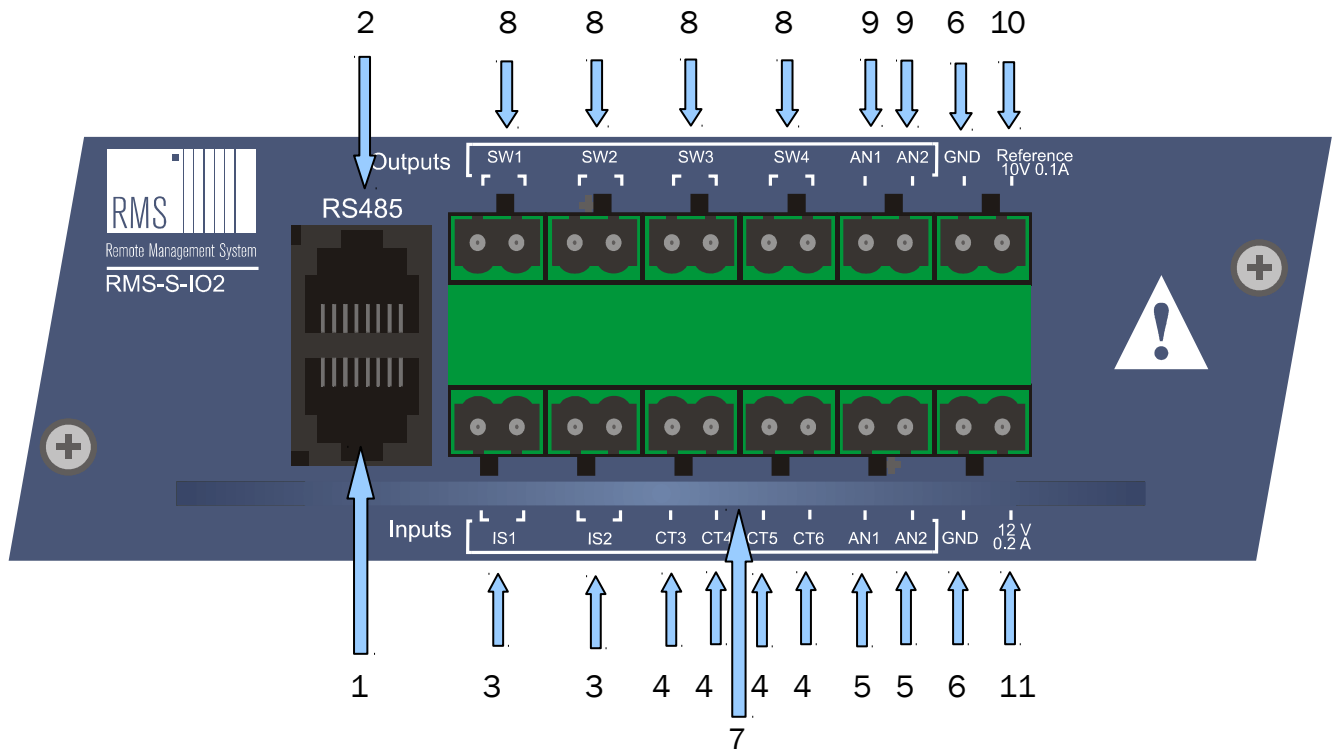 2 8 8 8 8 9 9 6 10
Outputs SW1 SW2 SW3 SW4 AN1 AN2 GND Reference
10V 0.1A
RMS
Remote Management System
RMS-S-IO2
RS485
Inputs IS1 IS2 CT3 CT4 CT5 CT6 AN1 AN2 GND 12 V
0.2 A
1 3 3 4 4 4 4 5 5 6 11
7